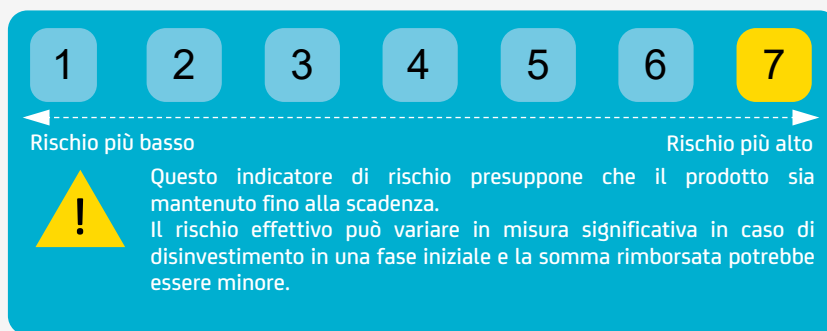 1 2 3 4 5 6 7
Rischio più basso Rischio più alto
!
Questo indicatore di rischio presuppone che il prodotto sia
mantenuto fino alla scadenza.
Il rischio effettivo può variare in misura significativa in caso di
disinvestimento in una fase iniziale e la somma rimborsata potrebbe
essere minore.